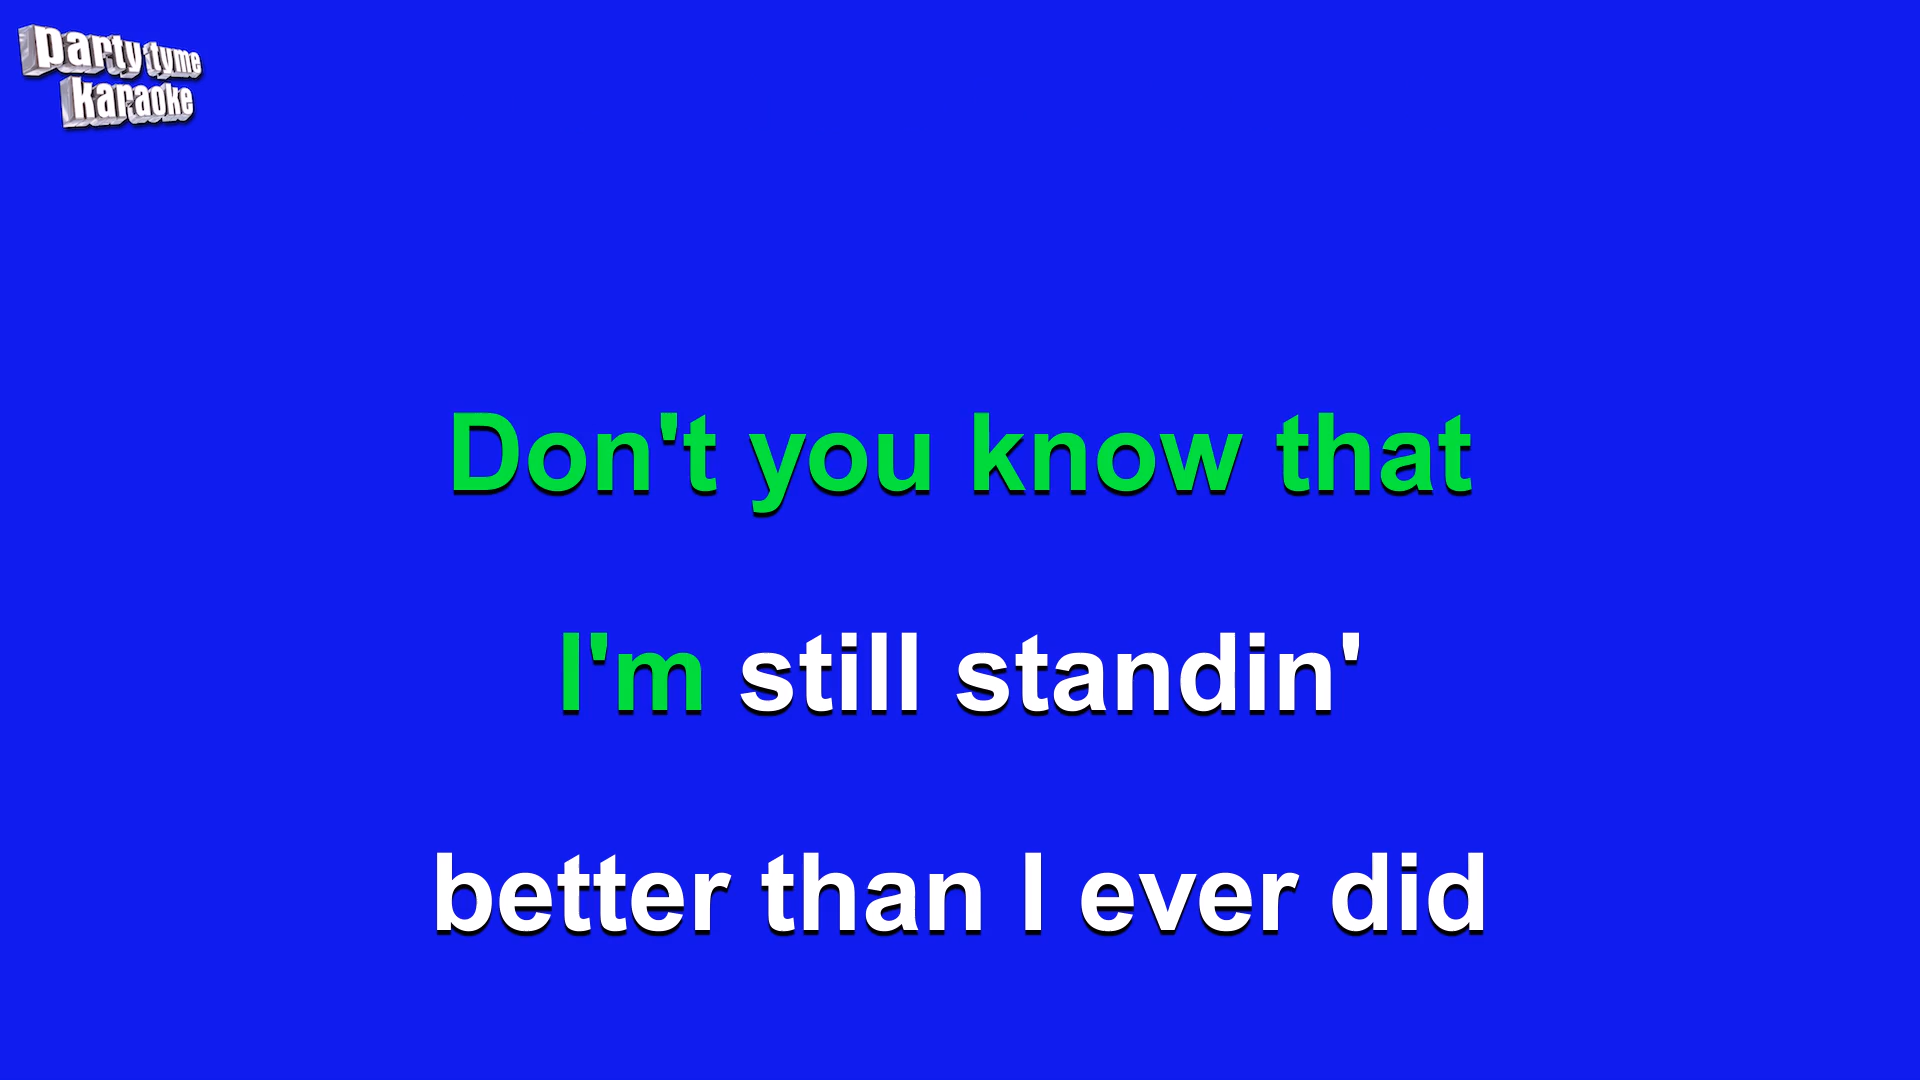 party tyme
karaoke
Don't you know that
I'm still standin'
better than I ever did